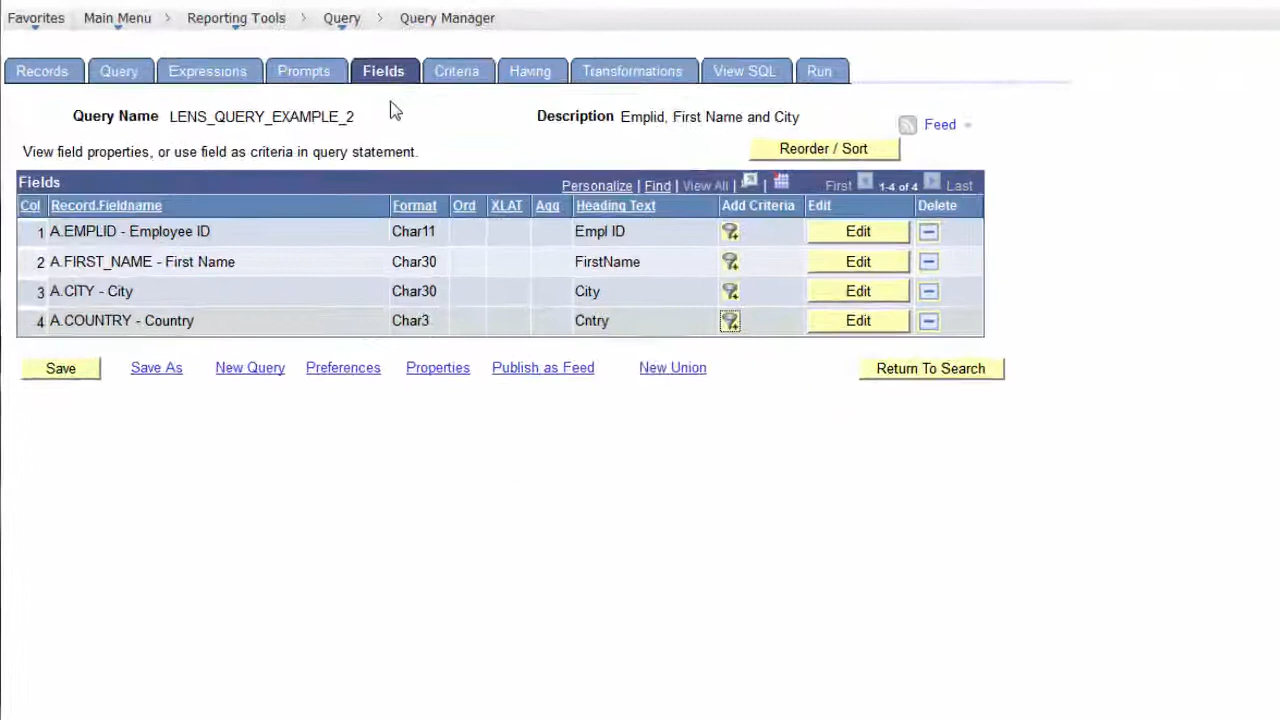 Favorites Main Menu > Reporting Tools > Query > Query Manager
Records Query Expressions Prompts Fields Criteria Having Transformations View SQL Run
Query Name LENS_QUERY_EXAMPLE_2 Description Emplid, First Name and City
Feed
View field properties, or use field as criteria in query statement.
Reorder / Sort
Fields Personalize | Find | View All | | First 1-4 of 4 Last
Col Record.Fieldname Format Ord XLAT Agg Heading Text Add Criteria Edit Delete
1 A.EMPLID - Employee ID Char11 Empl ID Edit
2 A.FIRST_NAME - First Name Char30 FirstName Edit
3 A.CITY - City Char30 City Edit
4 A.COUNTRY - Country Char3 Cntry Edit
Save Save As New Query Preferences Properties Publish as Feed New Union Return To Search